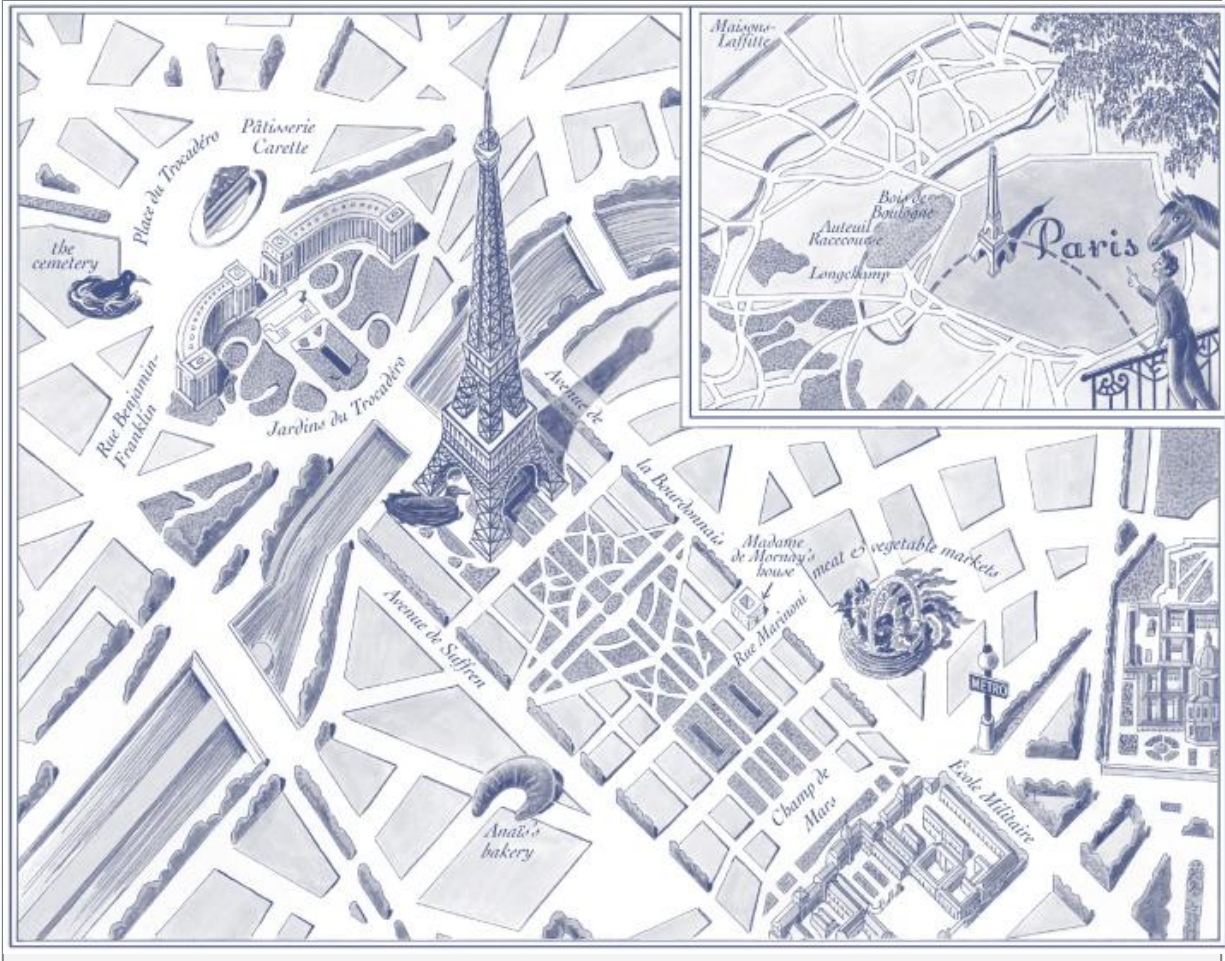 Place du Trocadéro
Pâtisserie
Carette
the
cemetery
Rue Benjamin-
Franklin
Jardins du Trocadéro
Avenue de
la Bourdonnais
Avenue de Suffren
Madame
de Mornay's
house
meat & vegetable markets
Rue Marinoni
METRO
Champ de
Mars
École Militaire
Anaïs's
bakery
Maisons-
Laffitte
Bois de
Boulogne
Auteuil
Racecourse
Longchamp
Paris